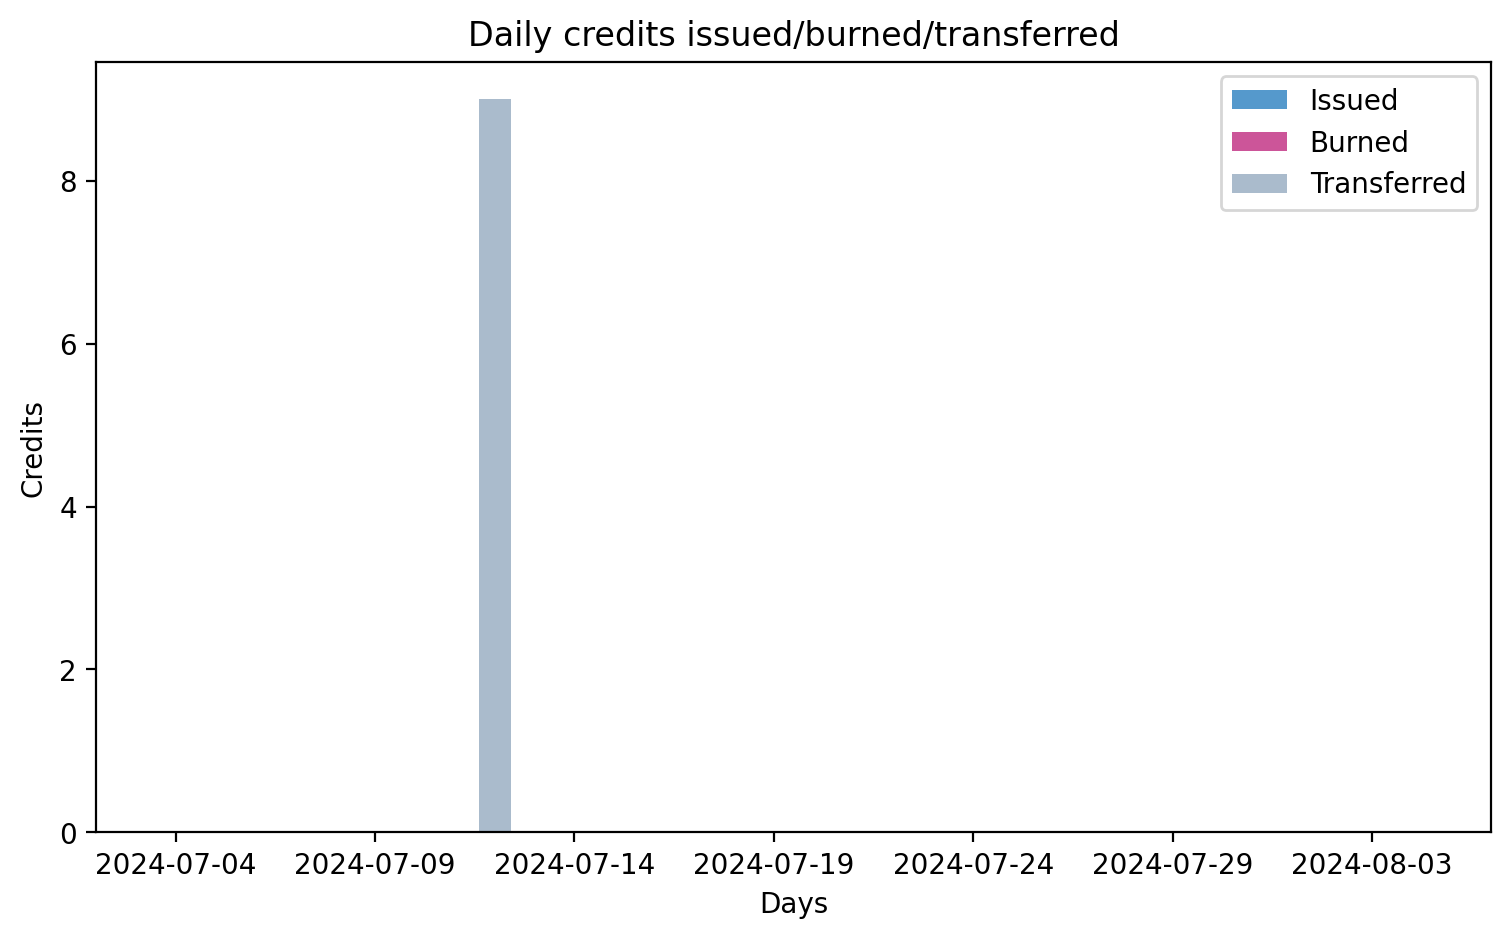 Daily credits issued/burned/transferred
Issued
Burned
Transferred
8
6
4
2
0
Credits
2024-07-04
2024-07-09
2024-07-14
2024-07-19
2024-07-24
2024-07-29
2024-08-03
Days